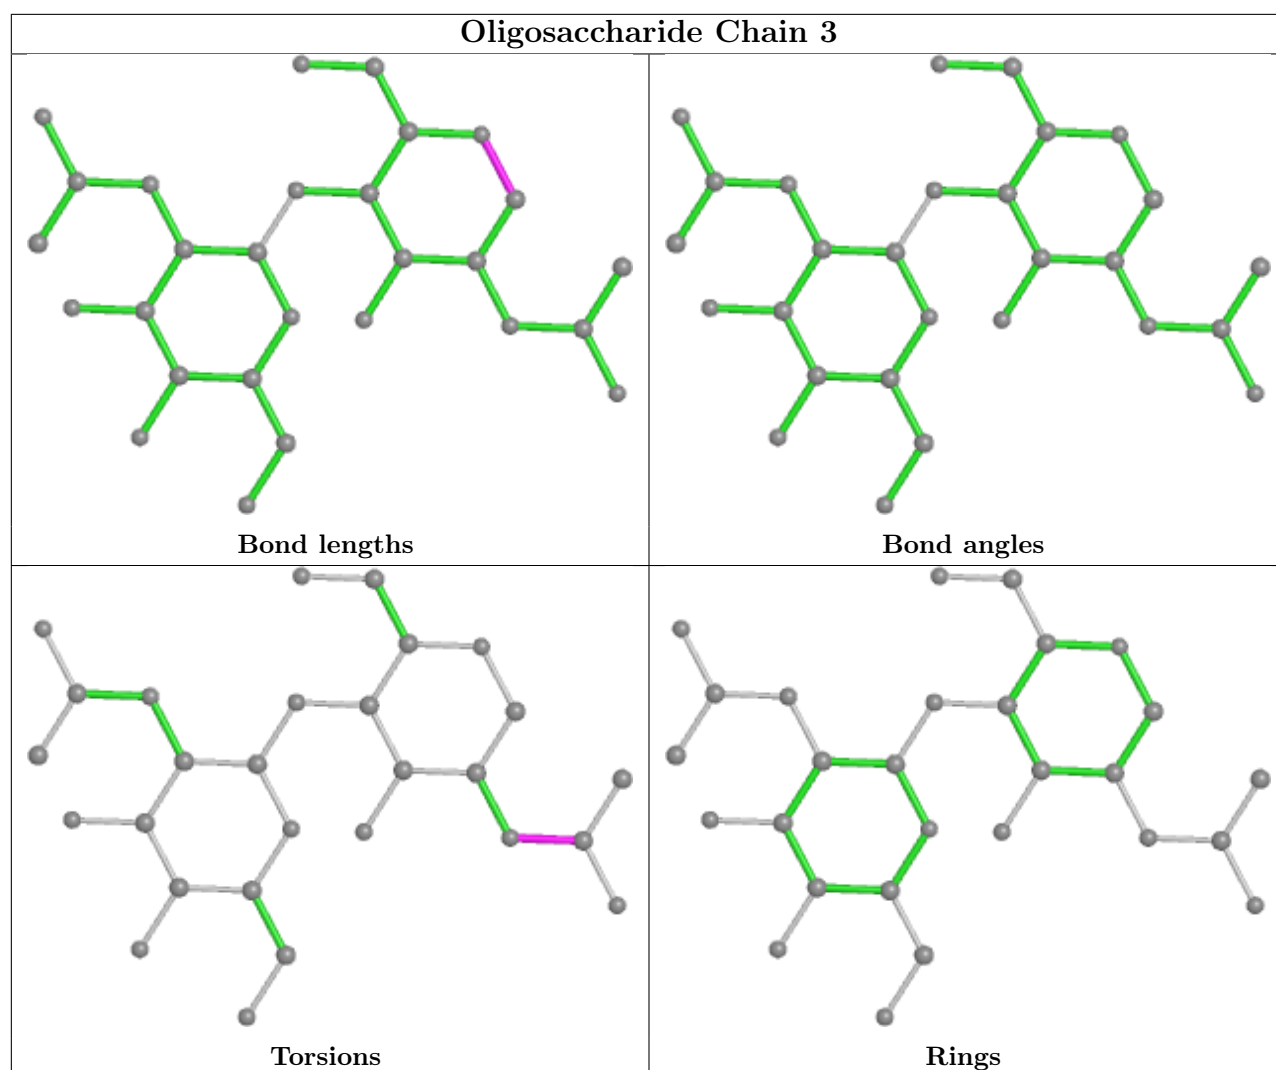 Oligosaccharide Chain 3
Bond lengths
Bond angles
Torsions
Rings